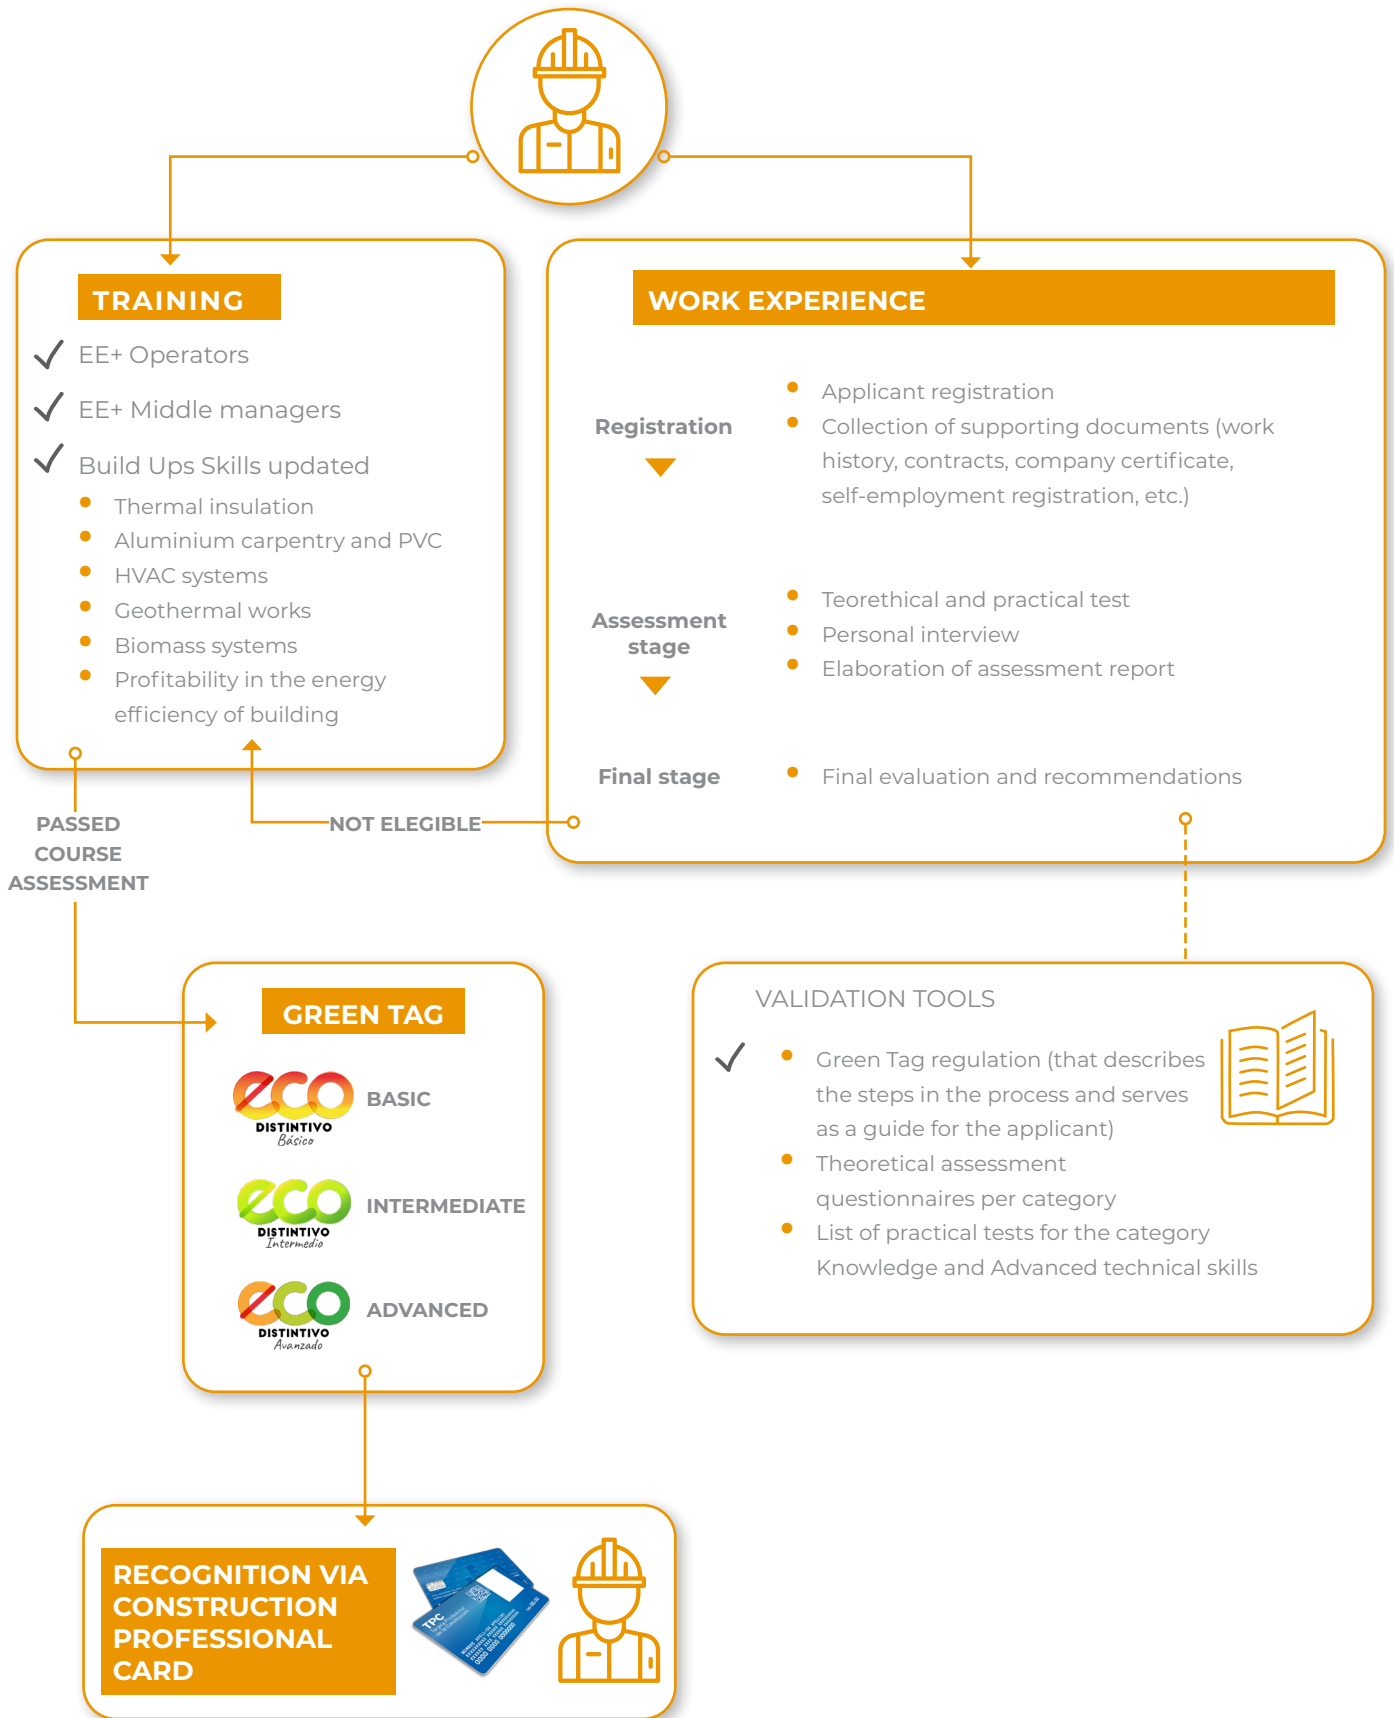 TRAINING
EE+ Operators
EE+ Middle managers
Build Ups Skills updated
Thermal insulation
Aluminium carpentry and PVC
HVAC systems
Geothermal works
Biomass systems
Profitability in the energy
efficiency of building
WORK EXPERIENCE
Registration
Applicant registration
Collection of supporting documents (work
history, contracts, company certificate,
self-employment registration, etc.)
Assessment
stage
Teorethical and practical test
Personal interview
Elaboration of assessment report
Final stage
Final evaluation and recommendations
NOT ELEGIBLE
PASSED
COURSE
ASSESSMENT
GREEN TAG
eco
DISTINTIVO
Básico
BASIC
eco
DISTINTIVO
Intermedio
INTERMEDIATE
eco
DISTINTIVO
Avanzado
ADVANCED
VALIDATION TOOLS
Green Tag regulation (that describes
the steps in the process and serves
as a guide for the applicant)
Theoretical assessment
questionnaires per category
List of practical tests for the category
Knowledge and Advanced technical skills
RECOGNITION VIA
CONSTRUCTION
PROFESSIONAL
CARD
TPC
Tarjeta Profesional
de la Construcción